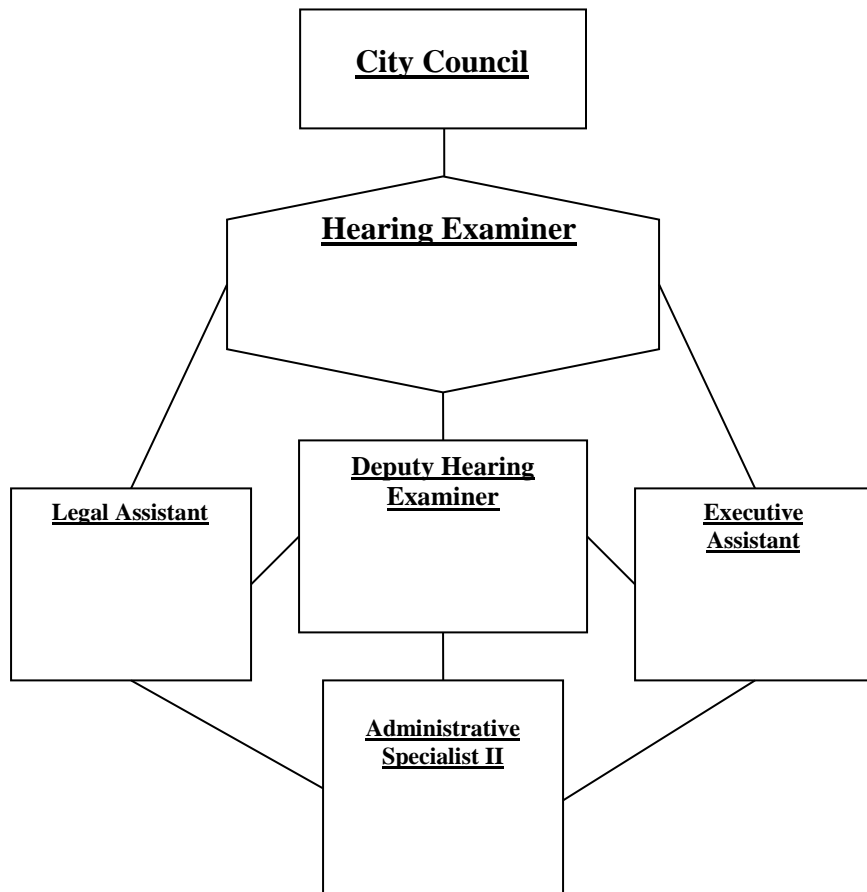 City Council
Hearing Examiner
Deputy Hearing
Examiner
Legal Assistant
Executive
Assistant
Administrative
Specialist II